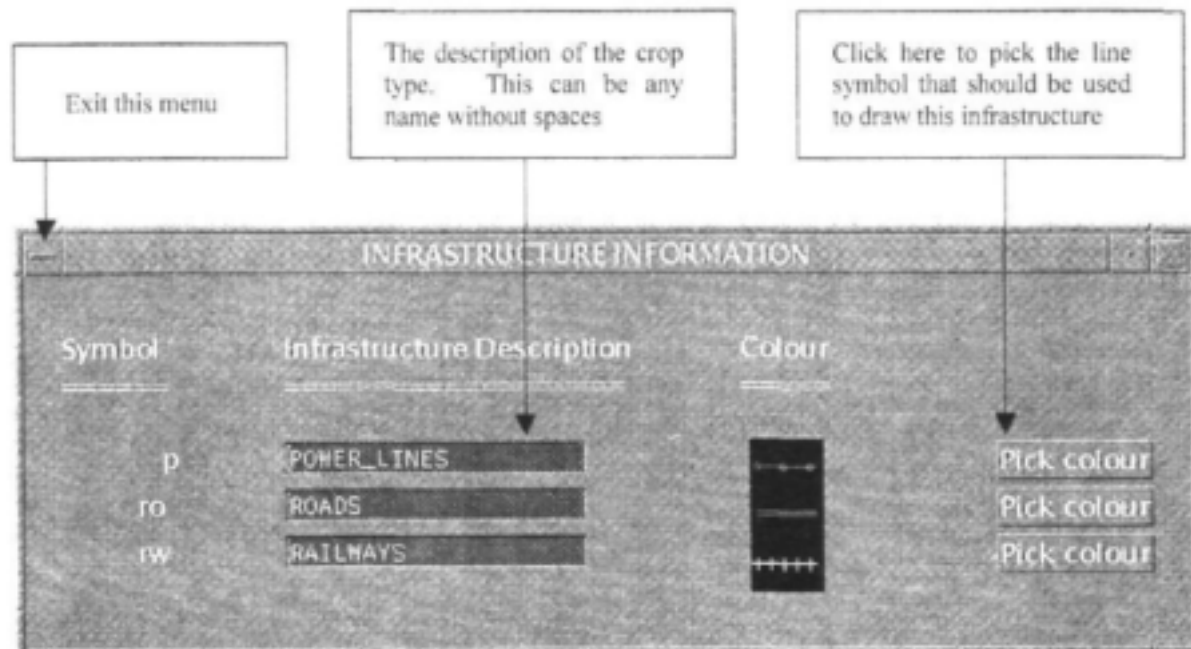 Exit this menu
The description of the crop
type. This can be any
name without spaces
Click here to pick the line
symbol that should be used
to draw this infrastructure
INFRASTRUCTURE INFORMATION
Symbol Infrastructure Description Colour
p POWER_LINES Pick colour
ro ROADS Pick colour
rw RAILWAYS Pick colour